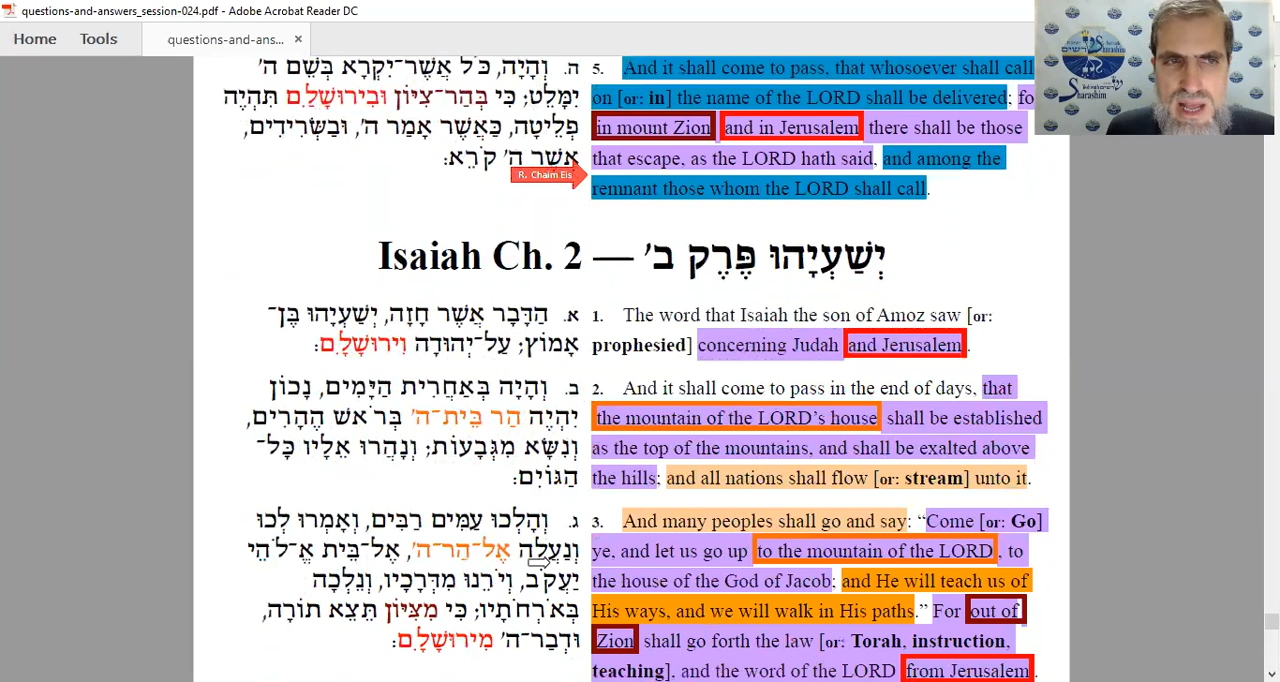 questions-and-answers_session-024.pdf - Adobe Acrobat Reader DC
Home Tools questions-and-ans... ×
ה. וְהָיָה, כֹּל אֲשֶׁר־יִקְרָא בְּשֵׁם ה'
יִמָּלֵט; כִּי בְּהַר־צִיּוֹן וּבִירוּשָׁלִַם תִּהְיֶה
פְלֵיטָה, כַּאֲשֶׁר אָמַר ה', וּבַשְּׂרִידִים,
אֲשֶׁר ה' קֹרֵא:
R. Chaim Eis
5. And it shall come to pass, that whosoever shall call
on [or: in] the name of the LORD shall be delivered; fo
in mount Zion and in Jerusalem there shall be those
that escape, as the LORD hath said, and among the
remnant those whom the LORD shall call.
Isaiah Ch. 2 — יְשַׁעְיָהוּ פֶּרֶק ב'
א. הַדָּבָר אֲשֶׁר חָזָה, יְשַׁעְיָהוּ בֶּן־
אָמוֹץ; עַל־יְהוּדָה וִירוּשָׁלִָם:
1. The word that Isaiah the son of Amoz saw [or:
prophesied] concerning Judah and Jerusalem.
ב. וְהָיָה בְּאַחֲרִית הַיָּמִים, נָכוֹן
יִהְיֶה הַר בֵּית־ה' בְּרֹאשׁ הֶהָרִים,
וְנִשָּׂא מִגְּבָעוֹת; וְנָהֲרוּ אֵלָיו כָּל־
הַגּוֹיִם:
2. And it shall come to pass in the end of days, that
the mountain of the LORD’s house shall be established
as the top of the mountains, and shall be exalted above
the hills; and all nations shall flow [or: stream] unto it.
ג. וְהָלְכוּ עַמִּים רַבִּים, וְאָמְרוּ לְכוּ
וְנַעֲלֶה אֶל־הַר־ה', אֶל־בֵּית אֱ־לֹהֵי
יַעֲקֹב, וְיֹרֵנוּ מִדְּרָכָיו, וְנֵלְכָה
בְּאֹרְחֹתָיו; כִּי מִצִּיּוֹן תֵּצֵא תוֹרָה,
וּדְבַר־ה' מִירוּשָׁלִָם:
3. And many peoples shall go and say: “Come [or: Go]
ye, and let us go up to the mountain of the LORD, to
the house of the God of Jacob; and He will teach us of
His ways, and we will walk in His paths.” For out of
Zion shall go forth the law [or: Torah, instruction,
teaching], and the word of the LORD from Jerusalem.